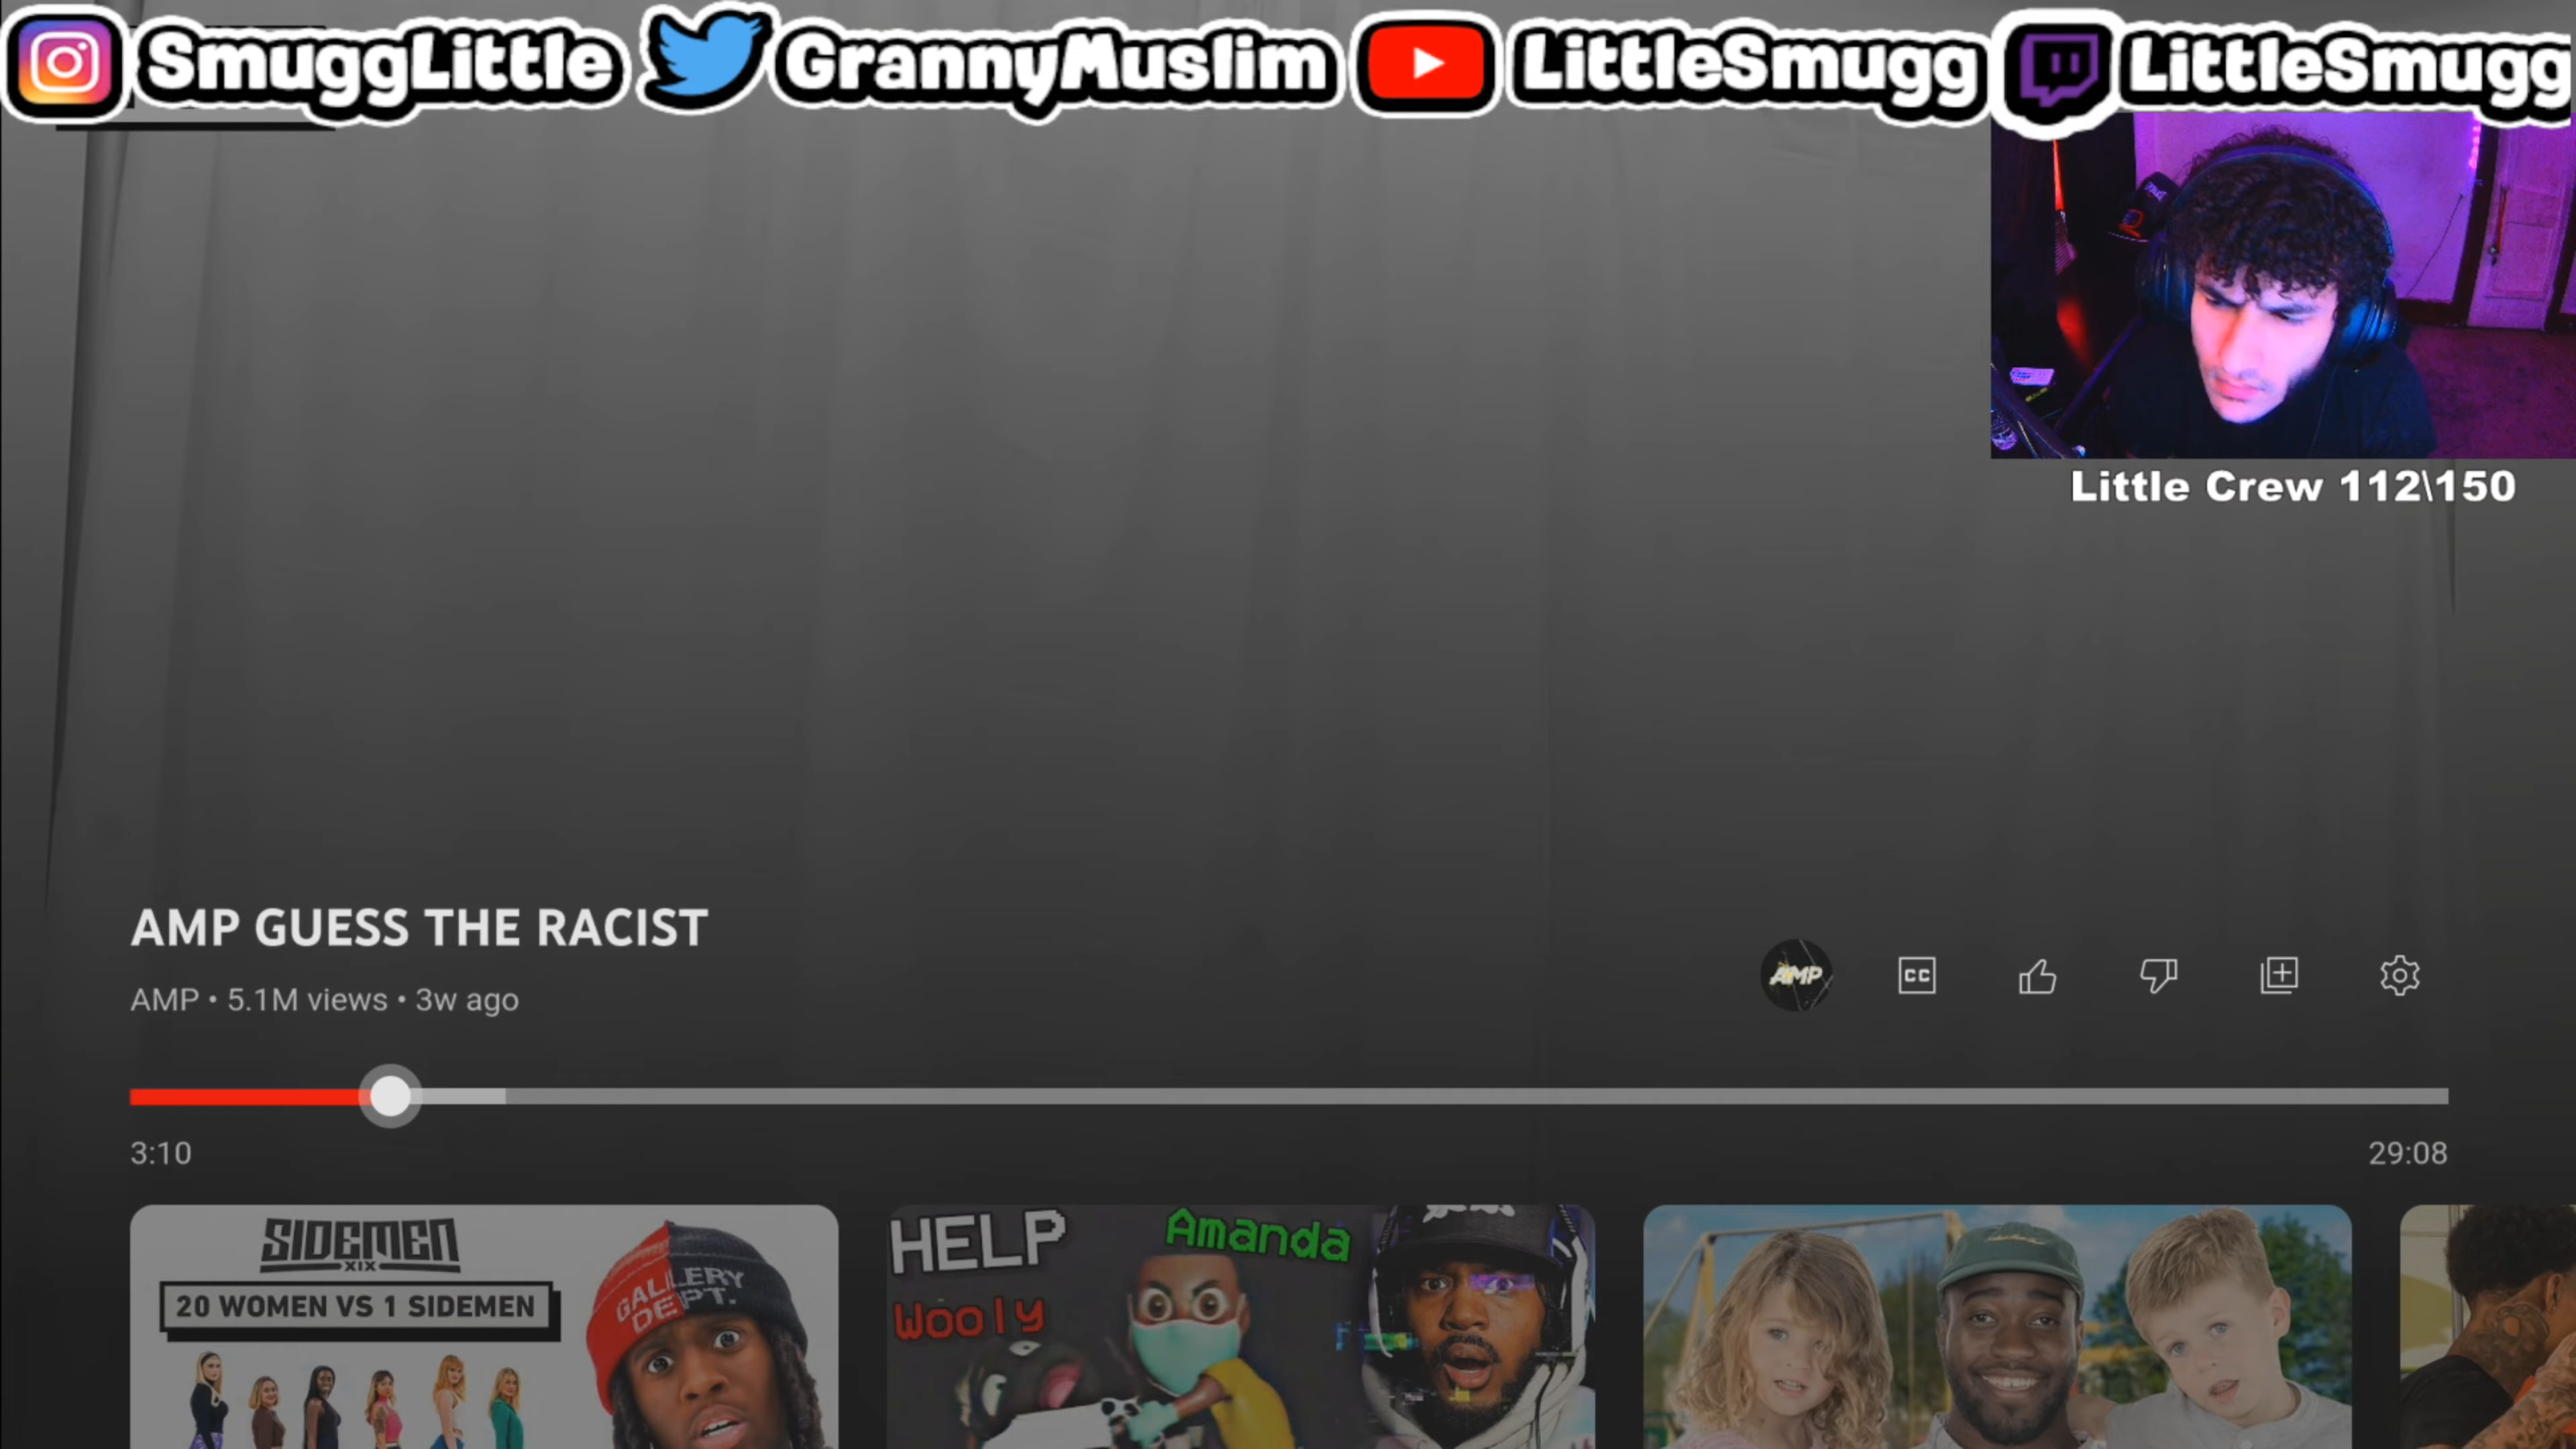 SmuggLittle GrannyMuslim LittleSmugg LittleSmugg
Little Crew 112\150
AMP GUESS THE RACIST
AMP • 5.1M views • 3w ago
AMP
CC
3:10
29:08
SIDEMEN
XIX
20 WOMEN VS 1 SIDEMEN
GALLERY
DEPT.
HELP
Amanda
Wooly